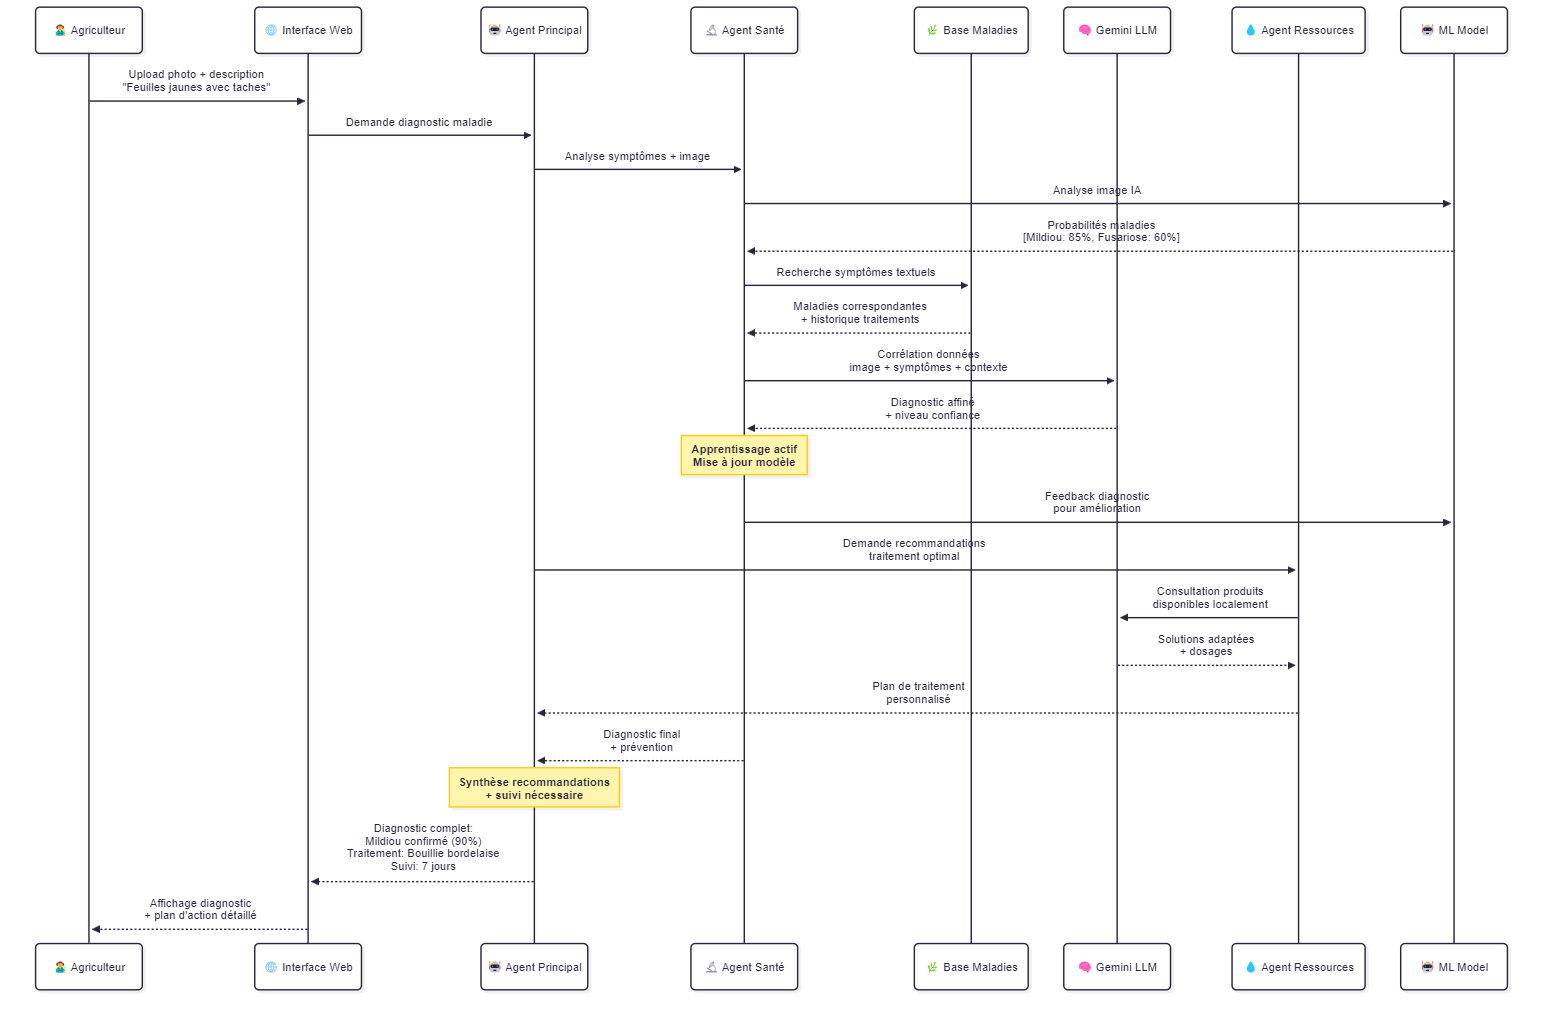 Agriculteur
Interface Web
Agent Principal
Agent Santé
Base Maladies
Gemini LLM
Agent Ressources
ML Model
Upload photo + description
"Feuilles jaunes avec taches"
Demande diagnostic maladie
Analyse symptômes + image
Analyse image IA
Probabilités maladies
[Mildiou: 85%, Fusariose: 60%]
Recherche symptômes textuels
Maladies correspondantes
+ historique traitements
Corrélation données
image + symptômes + contexte
Diagnostic affiné
+ niveau confiance
Apprentissage actif
Mise à jour modèle
Feedback diagnostic
pour amélioration
Demande recommandations
traitement optimal
Consultation produits
disponibles localement
Solutions adaptées
+ dosages
Plan de traitement
personnalisé
Diagnostic final
+ prévention
Synthèse recommandations
+ suivi nécessaire
Diagnostic complet:
Mildiou confirmé (90%)
Traitement: Bouillie bordelaise
Suivi: 7 jours
Affichage diagnostic
+ plan d'action détaillé
Agriculteur
Interface Web
Agent Principal
Agent Santé
Base Maladies
Gemini LLM
Agent Ressources
ML Model